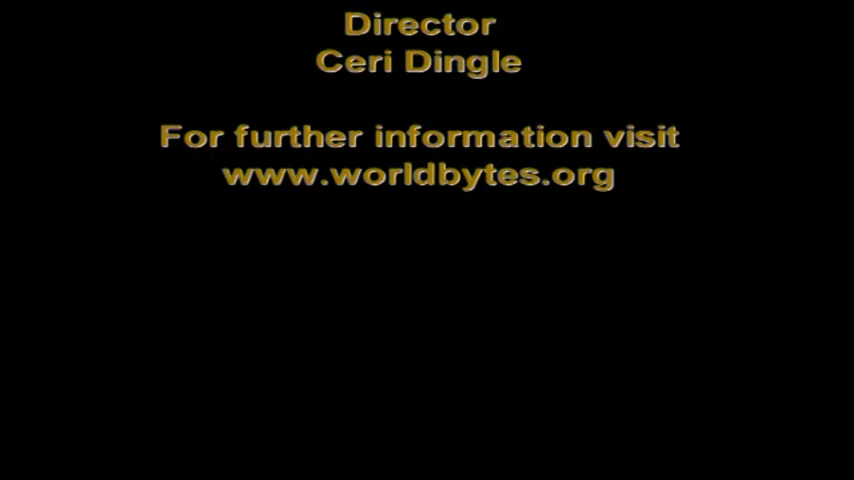 Director
Ceri Dingle
For further information visit
www.worldbytes.org